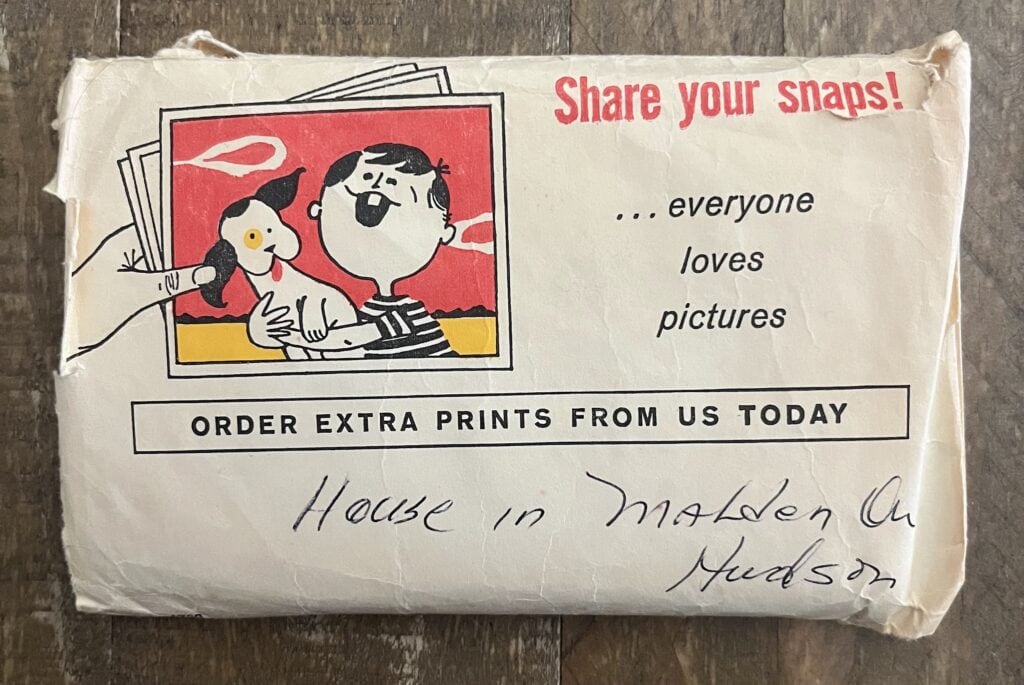 Share your snaps!
...everyone
loves
pictures
ORDER EXTRA PRINTS FROM US TODAY
House in Malden On
Hudson